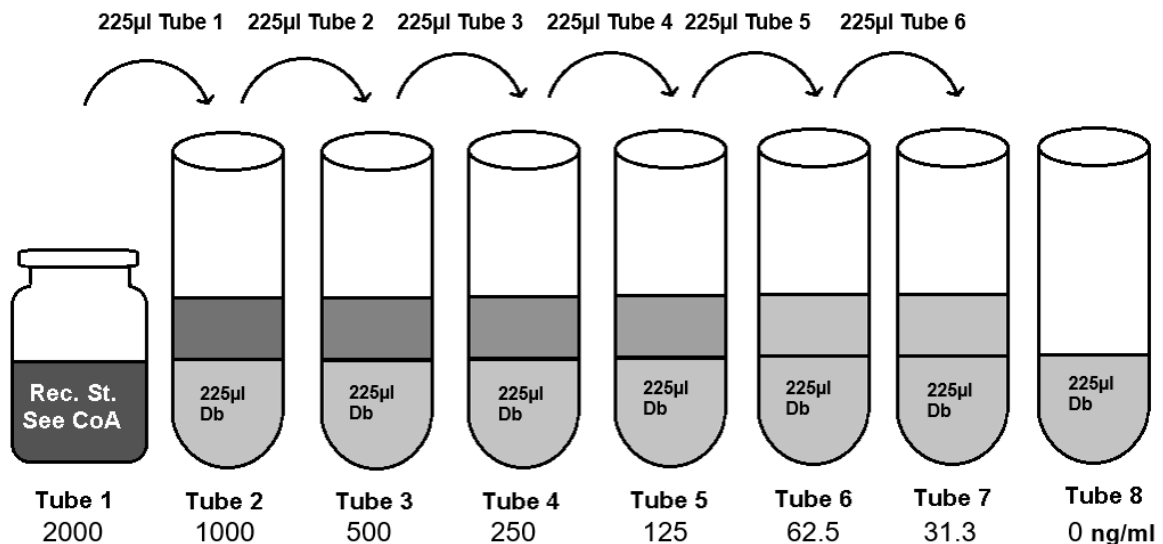 225µl Tube 1 225µl Tube 2 225µl Tube 3 225µl Tube 4 225µl Tube 5 225µl Tube 6
Rec. St.
See CoA
225µl
Db
225µl
Db
225µl
Db
225µl
Db
225µl
Db
225µl
Db
225µl
Db
Tube 1 Tube 2 Tube 3 Tube 4 Tube 5 Tube 6 Tube 7 Tube 8
2000 1000 500 250 125 62.5 31.3 0 ng/ml